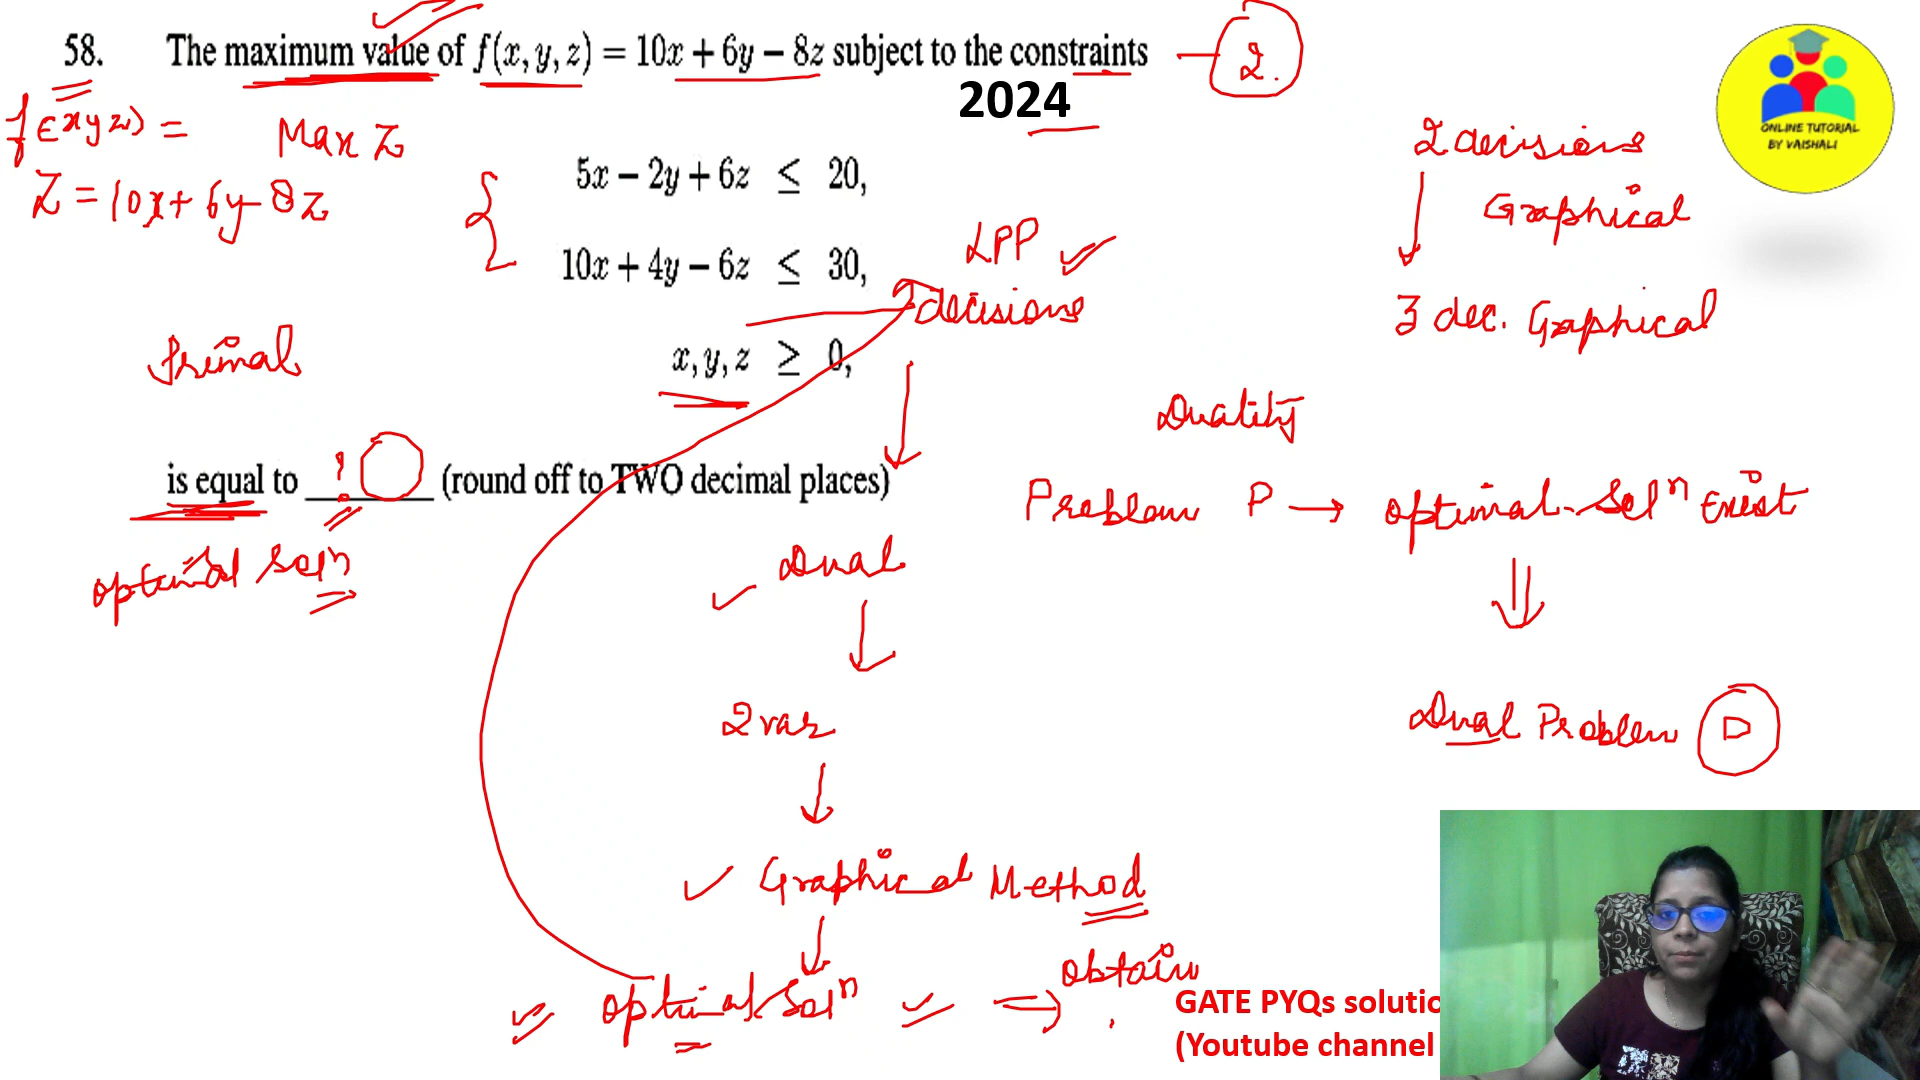 58. The maximum value of f(x, y, z) = 10x + 6y − 8z subject to the constraints
2.
2024
f(xyz) =
Max Z
Z = 10x + 6y - 8z
5x − 2y + 6z ≤ 20,
10x + 4y − 6z ≤ 30,
x, y, z ≥ 0,
LPP
decisions
2 decisions
Graphical
3 dec. Graphical
ONLINE TUTORIAL
BY VAISHALI
Primal
Duality
is equal to ______ (round off to TWO decimal places)
Problem P → optimal Solⁿ Exist
optimal Solⁿ
Dual
2 var
Dual Problem D
Graphical Method
optimal Solⁿ ⇒ obtain
GATE PYQs solutio
(Youtube channel